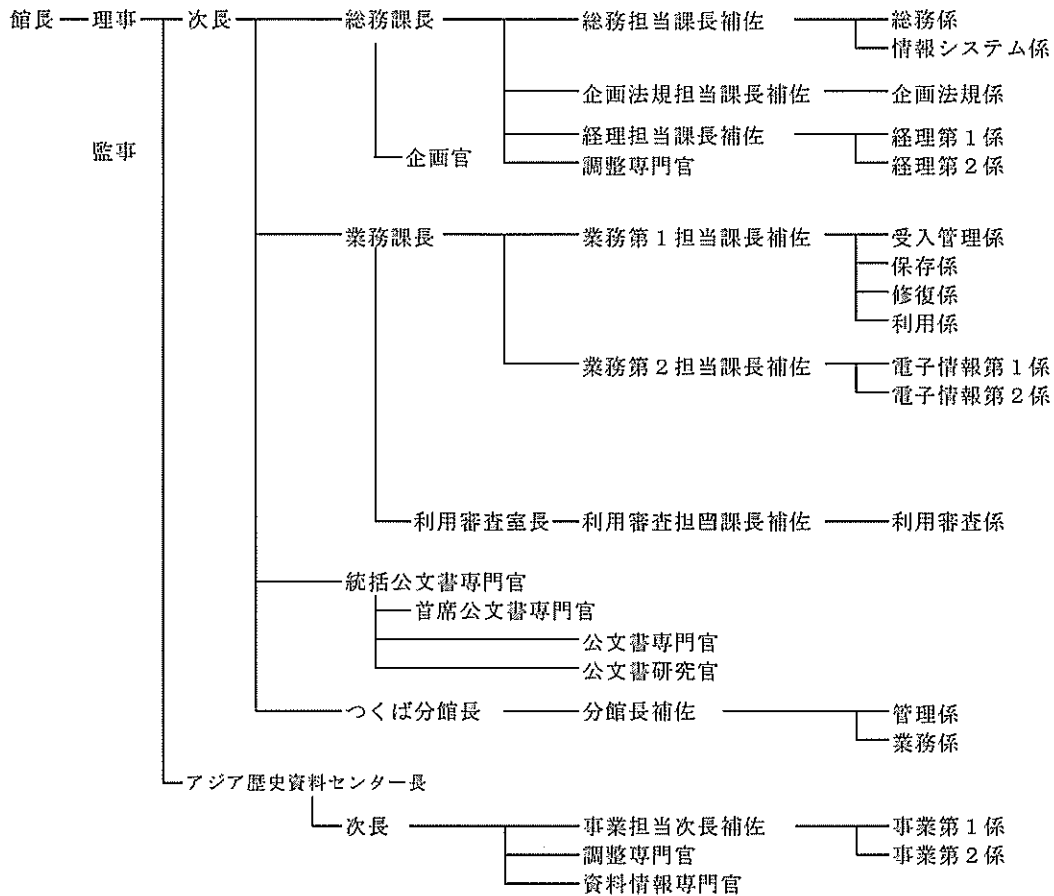 館長 理事 次長 総務課長 総務担当課長補佐 総務係
情報システム係
企画法規担当課長補佐 企画法規係
監事 経理担当課長補佐 経理第1係
企画官 調整専門官 経理第2係
業務課長 業務第1担当課長補佐 受入管理係
保存係
修復係
利用係
業務第2担当課長補佐 電子情報第1係
電子情報第2係
利用審査室長 利用審査担当課長補佐 利用審査係
統括公文書専門官
首席公文書専門官
公文書専門官
公文書研究官
つくば分館長 分館長補佐 管理係
業務係
アジア歴史資料センター長
次長 事業担当次長補佐 事業第1係
調整専門官 事業第2係
資料情報専門官